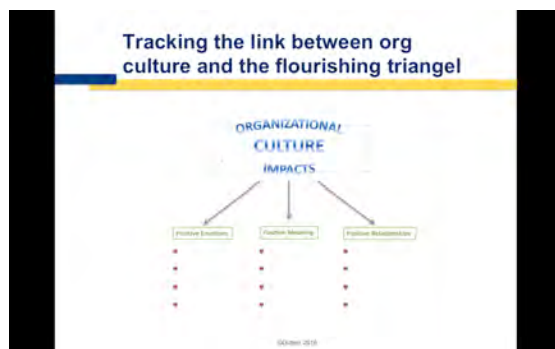 Tracking the link between org
culture and the flourishing triangel
ORGANIZATIONAL
CULTURE
IMPACTS
Positive Emotions
Positive Meaning
Positive Relationships
2010